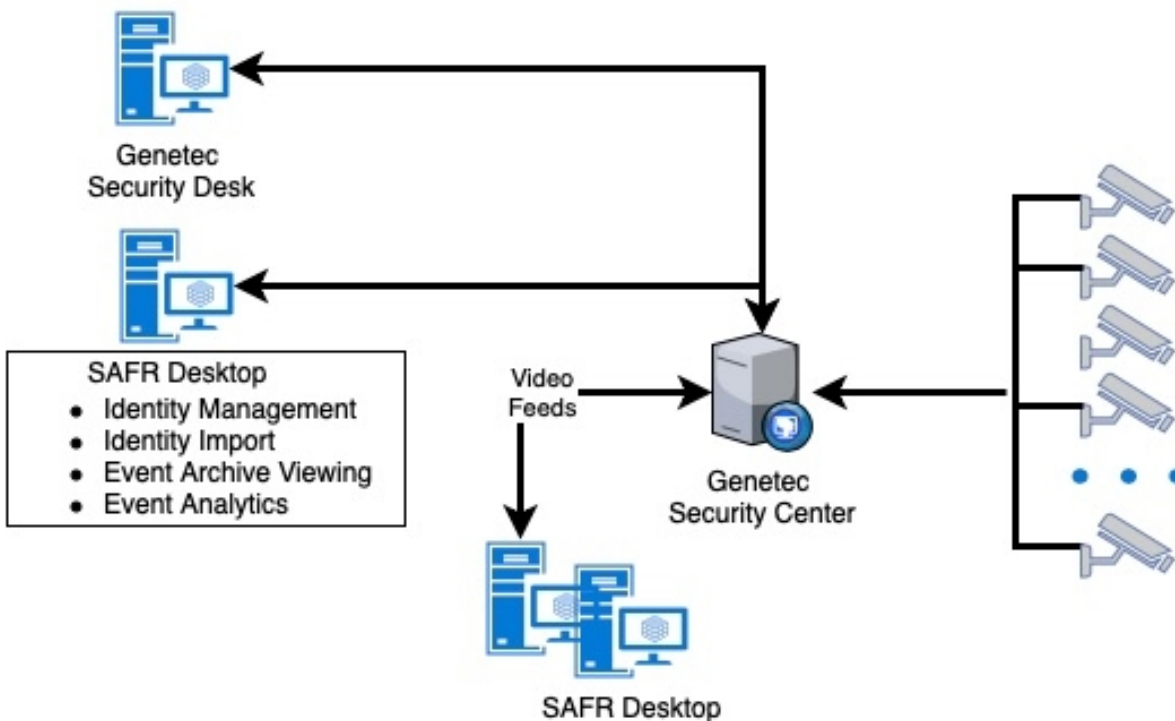 Genetec
Security Desk
SAFR Desktop
● Identity Management
● Identity Import
● Event Archive Viewing
● Event Analytics
Video
Feeds
Genetec
Security Center
SAFR Desktop